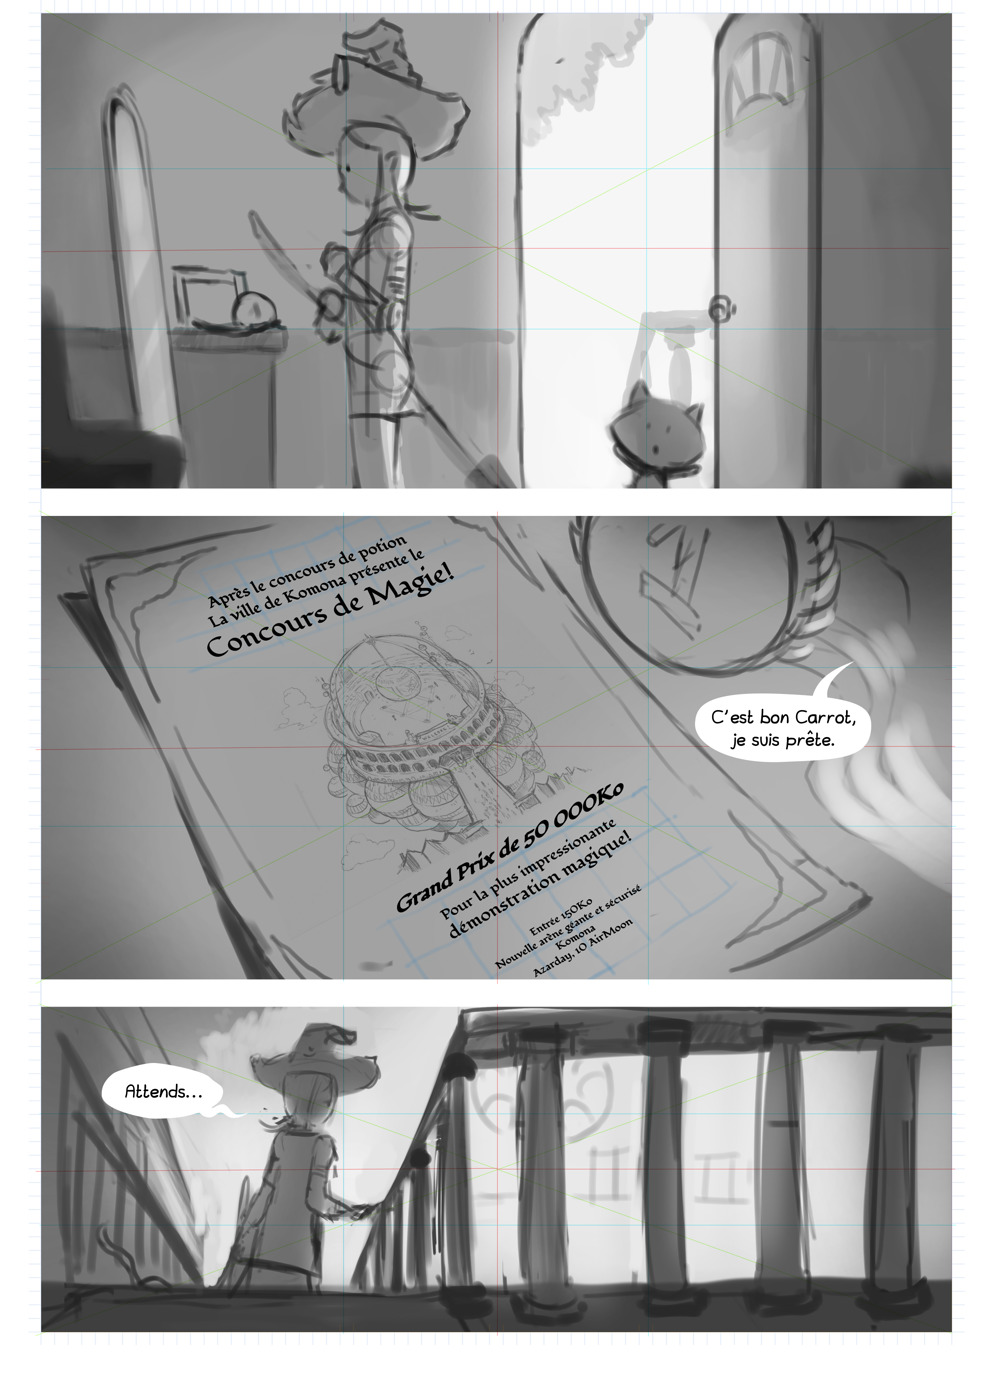 Après le concours de potion
La ville de Komona présente le
Concours de Magie!
Grand Prix de 50 000Ko
Pour la plus impressionante
démonstration magique!
Entrée 150Ko
Nouvelle arène géante et sécurisé
Komona
Azarday, 10 AirMoon
C'est bon Carrot,
je suis prête.
Attends...